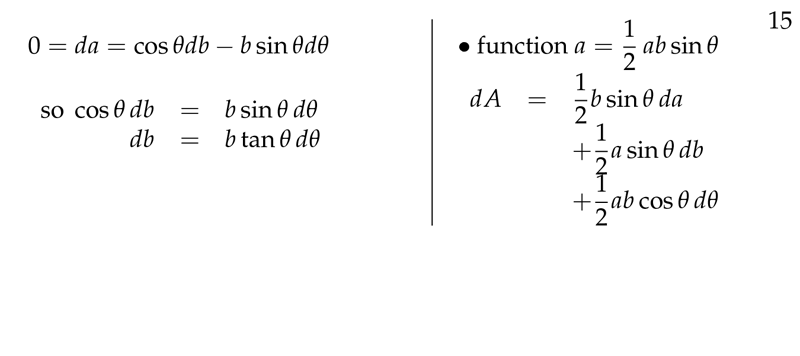 15
0 = da = cos θdb − b sin θdθ
so cos θ db = b sin θ dθ
db = b tan θ dθ
• function a = 1/2 ab sin θ
dA = 1/2 b sin θ da
+ 1/2 a sin θ db
+ 1/2 ab cos θ dθ